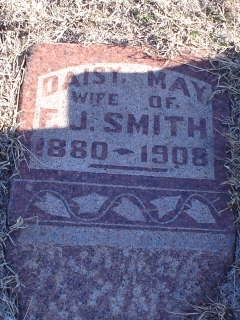 DAISY MAY,
WIFE OF
F. J. SMITH
1880-1908